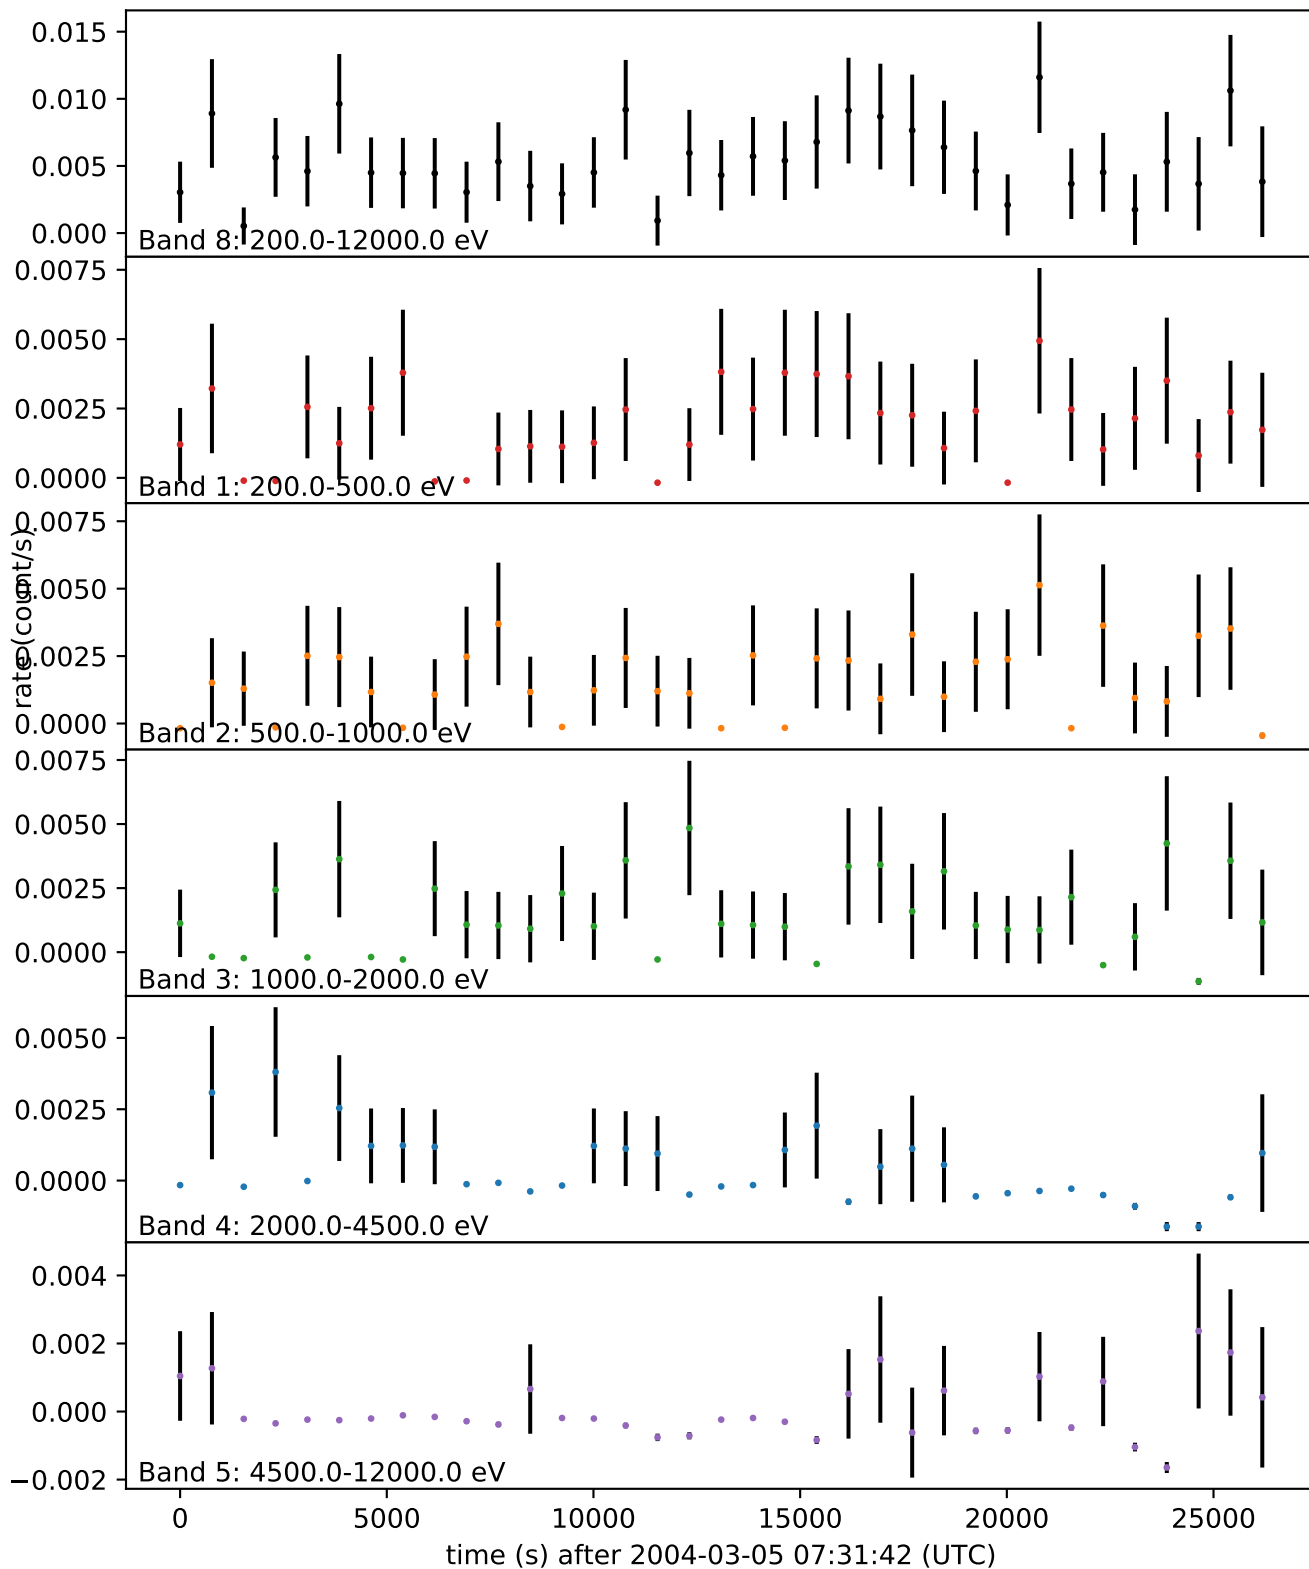 0.015
0.010
0.005
0.000
Band 8: 200.0-12000.0 eV
0.0075
0.0050
0.0025
0.0000
Band 1: 200.0-500.0 eV
rate (count/s)
0.0075
0.0050
0.0025
0.0000
Band 2: 500.0-1000.0 eV
0.0075
0.0050
0.0025
0.0000
Band 3: 1000.0-2000.0 eV
0.0050
0.0025
0.0000
Band 4: 2000.0-4500.0 eV
0.004
0.002
0.000
−0.002
Band 5: 4500.0-12000.0 eV
0 5000 10000 15000 20000 25000
time (s) after 2004-03-05 07:31:42 (UTC)